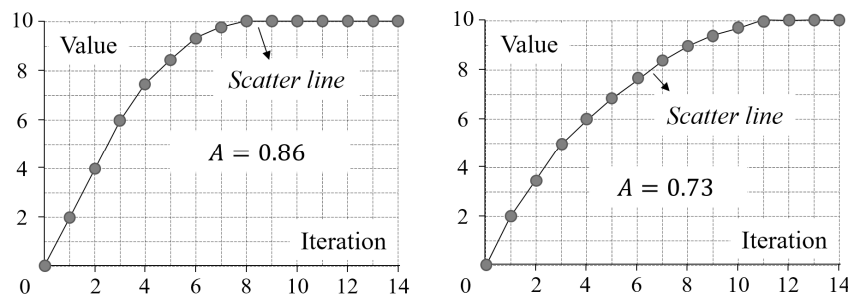 10
Value
8
Scatter line
6
A = 0.86
4
2
Iteration
0
2 4 6 8 10 12 14
10
Value
8
Scatter line
6
4
A = 0.73
2
Iteration
0
0 2 4 6 8 10 12 14